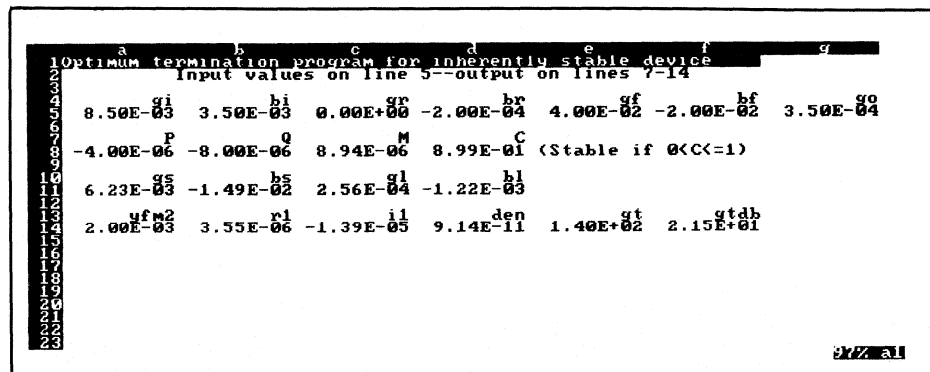 a b c d e f g
1 Optimum termination program for inherently stable device
2 Input values on line 5--output on lines 7-14
3
4 gi bi gr br gf bf go
5 8.50E-03 3.50E-03 0.00E+00 -2.00E-04 4.00E-02 -2.00E-02 3.50E-04
6
7 P Q M C
8 -4.00E-06 -8.00E-06 8.94E-06 8.99E-01 (Stable if 0<C<=1)
9
10 gs bs gl bl
11 6.23E-03 -1.49E-02 2.56E-04 -1.22E-03
12
13 yfm2 r1 i1 den gt gtdb
14 2.00E-03 3.55E-06 -1.39E-05 9.14E-11 1.40E+02 2.15E+01
15
16
17
18
19
20
21
22
23
97% a1